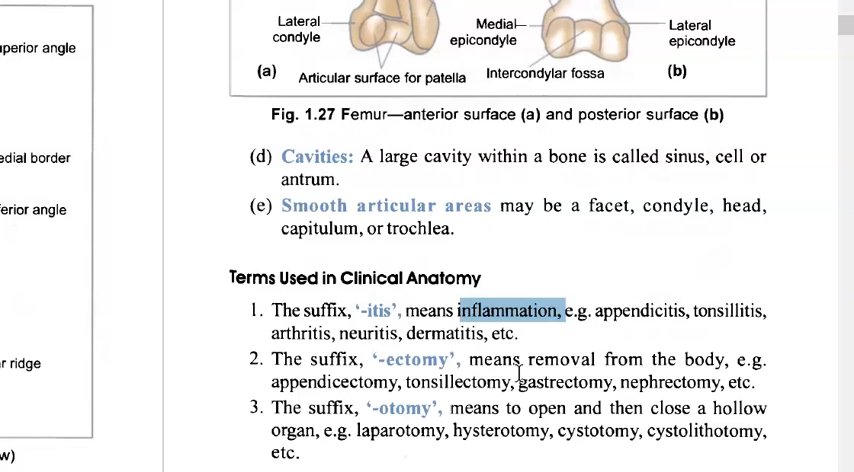 perior angle
edial border
erior angle
r ridge
w)
Lateral
condyle
Medial
epicondyle
Lateral
epicondyle
(a) Articular surface for patella Intercondylar fossa (b)
Fig. 1.27 Femur—anterior surface (a) and posterior surface (b)
(d) Cavities: A large cavity within a bone is called sinus, cell or
antrum.
(e) Smooth articular areas may be a facet, condyle, head,
capitulum, or trochlea.
Terms Used in Clinical Anatomy
1. The suffix, ‘-itis’, means inflammation, e.g. appendicitis, tonsillitis,
arthritis, neuritis, dermatitis, etc.
2. The suffix, ‘-ectomy’, means removal from the body, e.g.
appendicectomy, tonsillectomy, gastrectomy, nephrectomy, etc.
3. The suffix, ‘-otomy’, means to open and then close a hollow
organ, e.g. laparotomy, hysterotomy, cystotomy, cystolithotomy,
etc.